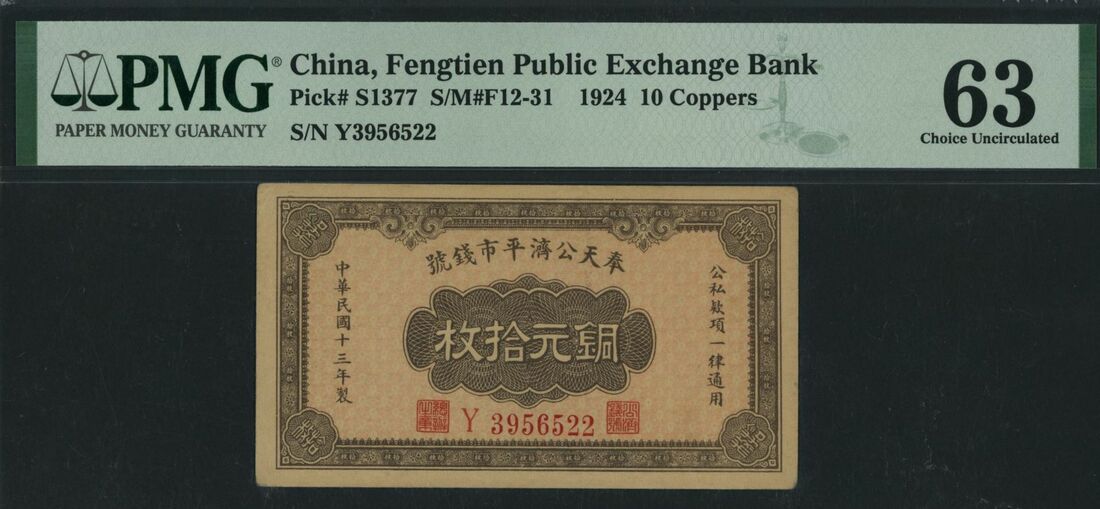 PMG® China, Fengtien Public Exchange Bank
PAPER MONEY GUARANTY
Pick# S1377 S/M#F12-31 1924 10 Coppers
S/N Y3956522
63
Choice Uncirculated
奉天公濟平市錢號
公私款項一律通用
銅元拾枚
中華民國十三年製
Y 3956522